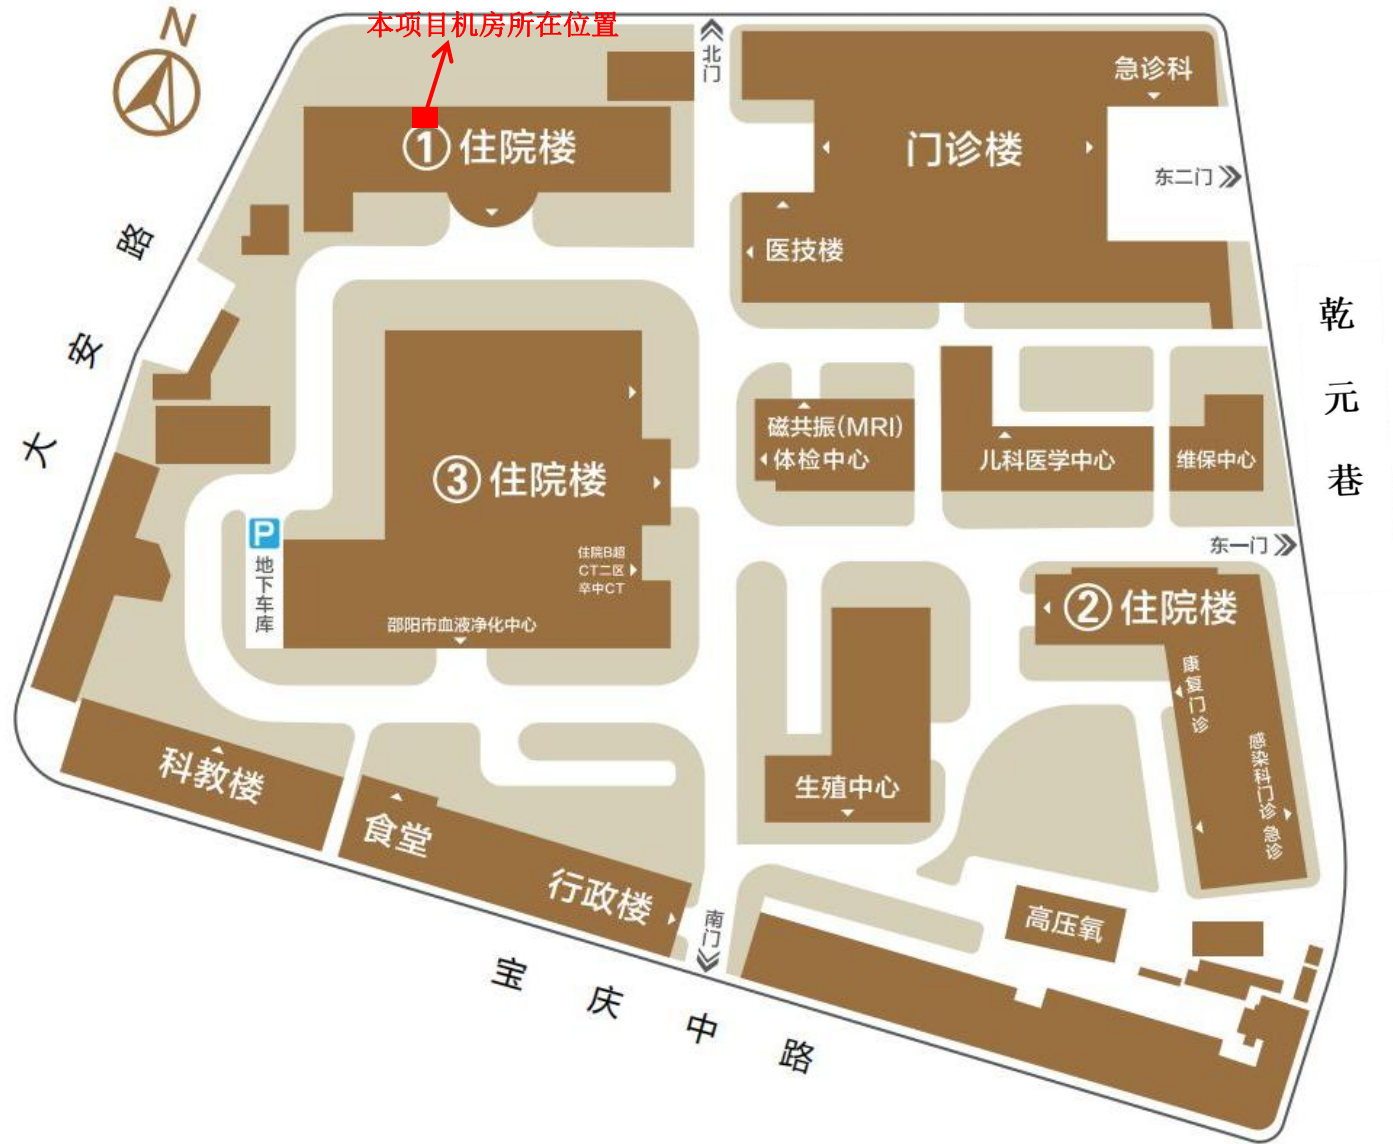 N
本项目机房所在位置
北门
急诊科
①住院楼
门诊楼
东二门
医技楼
大安路
乾元巷
磁共振(MRI)
体检中心
儿科医学中心
维保中心
③住院楼
P
地下车库
住院B超
CT二区
卒中CT
邵阳市血液净化中心
东一门
②住院楼
康复门诊
感染科门诊 急诊
科教楼
食堂
行政楼
生殖中心
南门
高压氧
宝庆中路